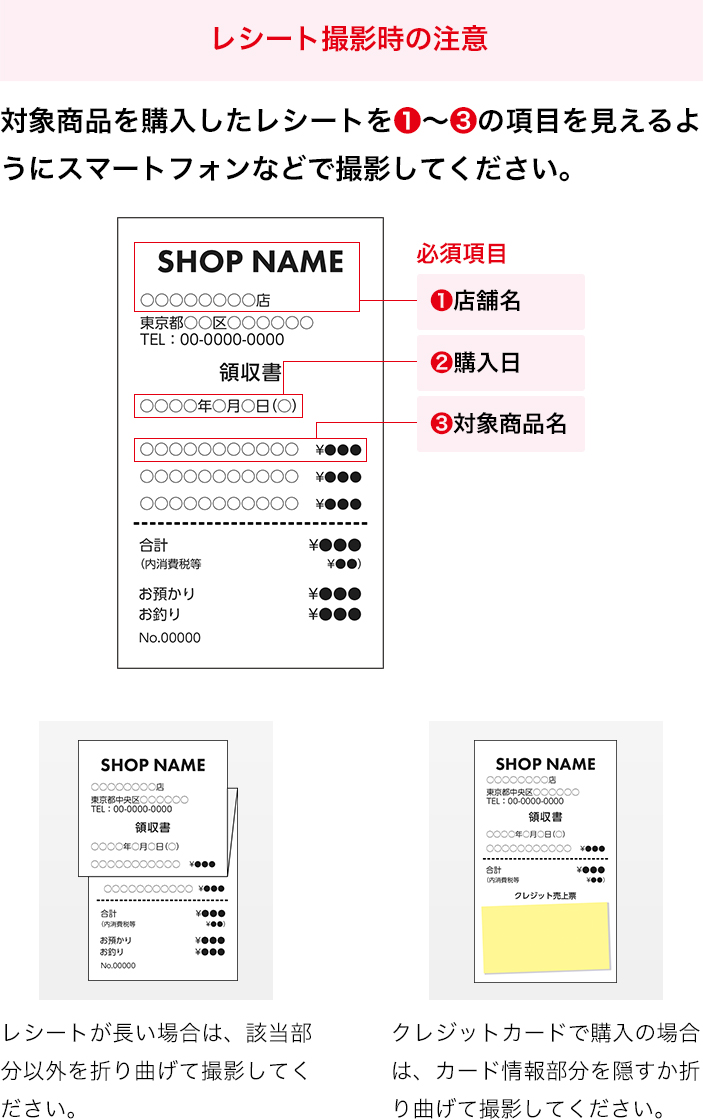 レシート撮影時の注意
対象商品を購入したレシートを❶〜❸の項目を見えるよ
うにスマートフォンなどで撮影してください。
SHOP NAME
○○○○○○○○店
東京都○○区○○○○○○
TEL：00-0000-0000
領収書
○○○○年○月○日(○)
○○○○○○○○○○○ ¥●●●
○○○○○○○○○○○ ¥●●●
○○○○○○○○○○○ ¥●●●
合計 ¥●●●
(内消費税等 ¥●●)
お預かり ¥●●●
お釣り ¥●●●
No.00000
必須項目
❶店舗名
❷購入日
❸対象商品名
SHOP NAME
○○○○○○○○店
東京都中央区○○○○○○
TEL：00-0000-0000
領収書
○○○○年○月○日(○)
○○○○○○○○○○○ ¥●●●
○○○○○○○○○○○ ¥●●●
合計 ¥●●●
(内消費税等 ¥●●)
お預かり ¥●●●
お釣り ¥●●●
No.00000
レシートが長い場合は、該当部
分以外を折り曲げて撮影してく
ださい。
SHOP NAME
○○○○○○○○店
東京都中央区○○○○○○
TEL：00-0000-0000
領収書
○○○○年○月○日(○)
○○○○○○○○○○○ ¥●●●
合計 ¥●●●
(内消費税等 ¥●●)
クレジット売上票
クレジットカードで購入の場合
は、カード情報部分を隠すか折
り曲げて撮影してください。